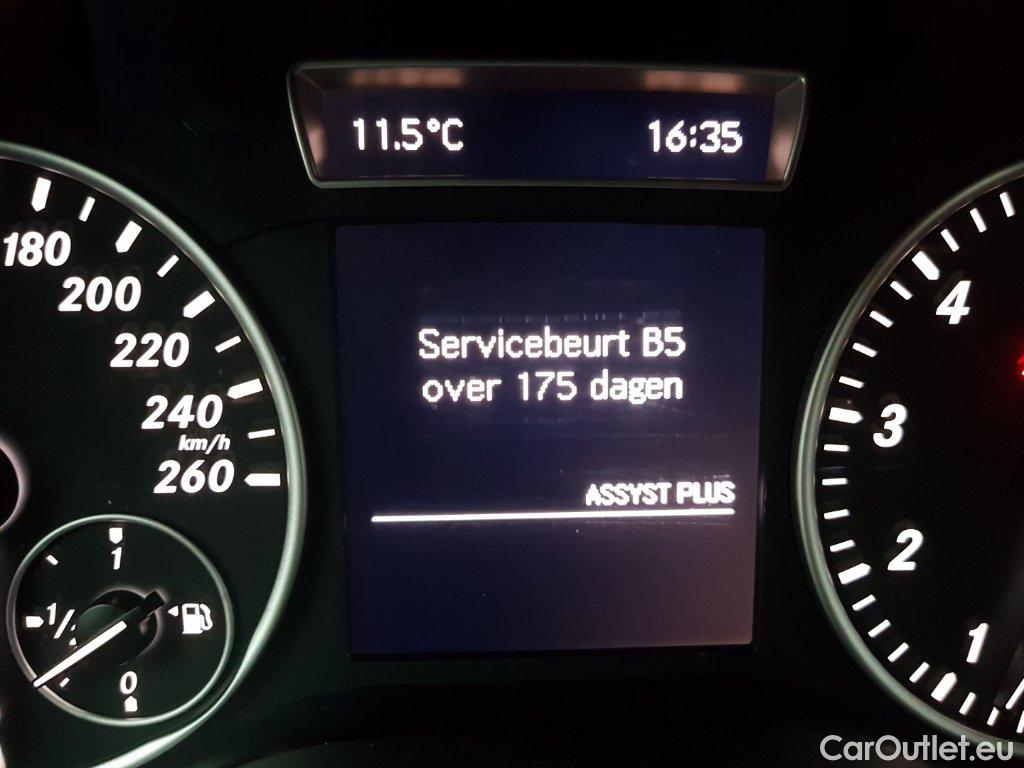 11.5°C 16:35
Servicebeurt B5
over 175 dagen
ASSYST PLUS
180
200
220
240
km/h
260
1
1/2
0
4
3
2
1
CarOutlet.eu